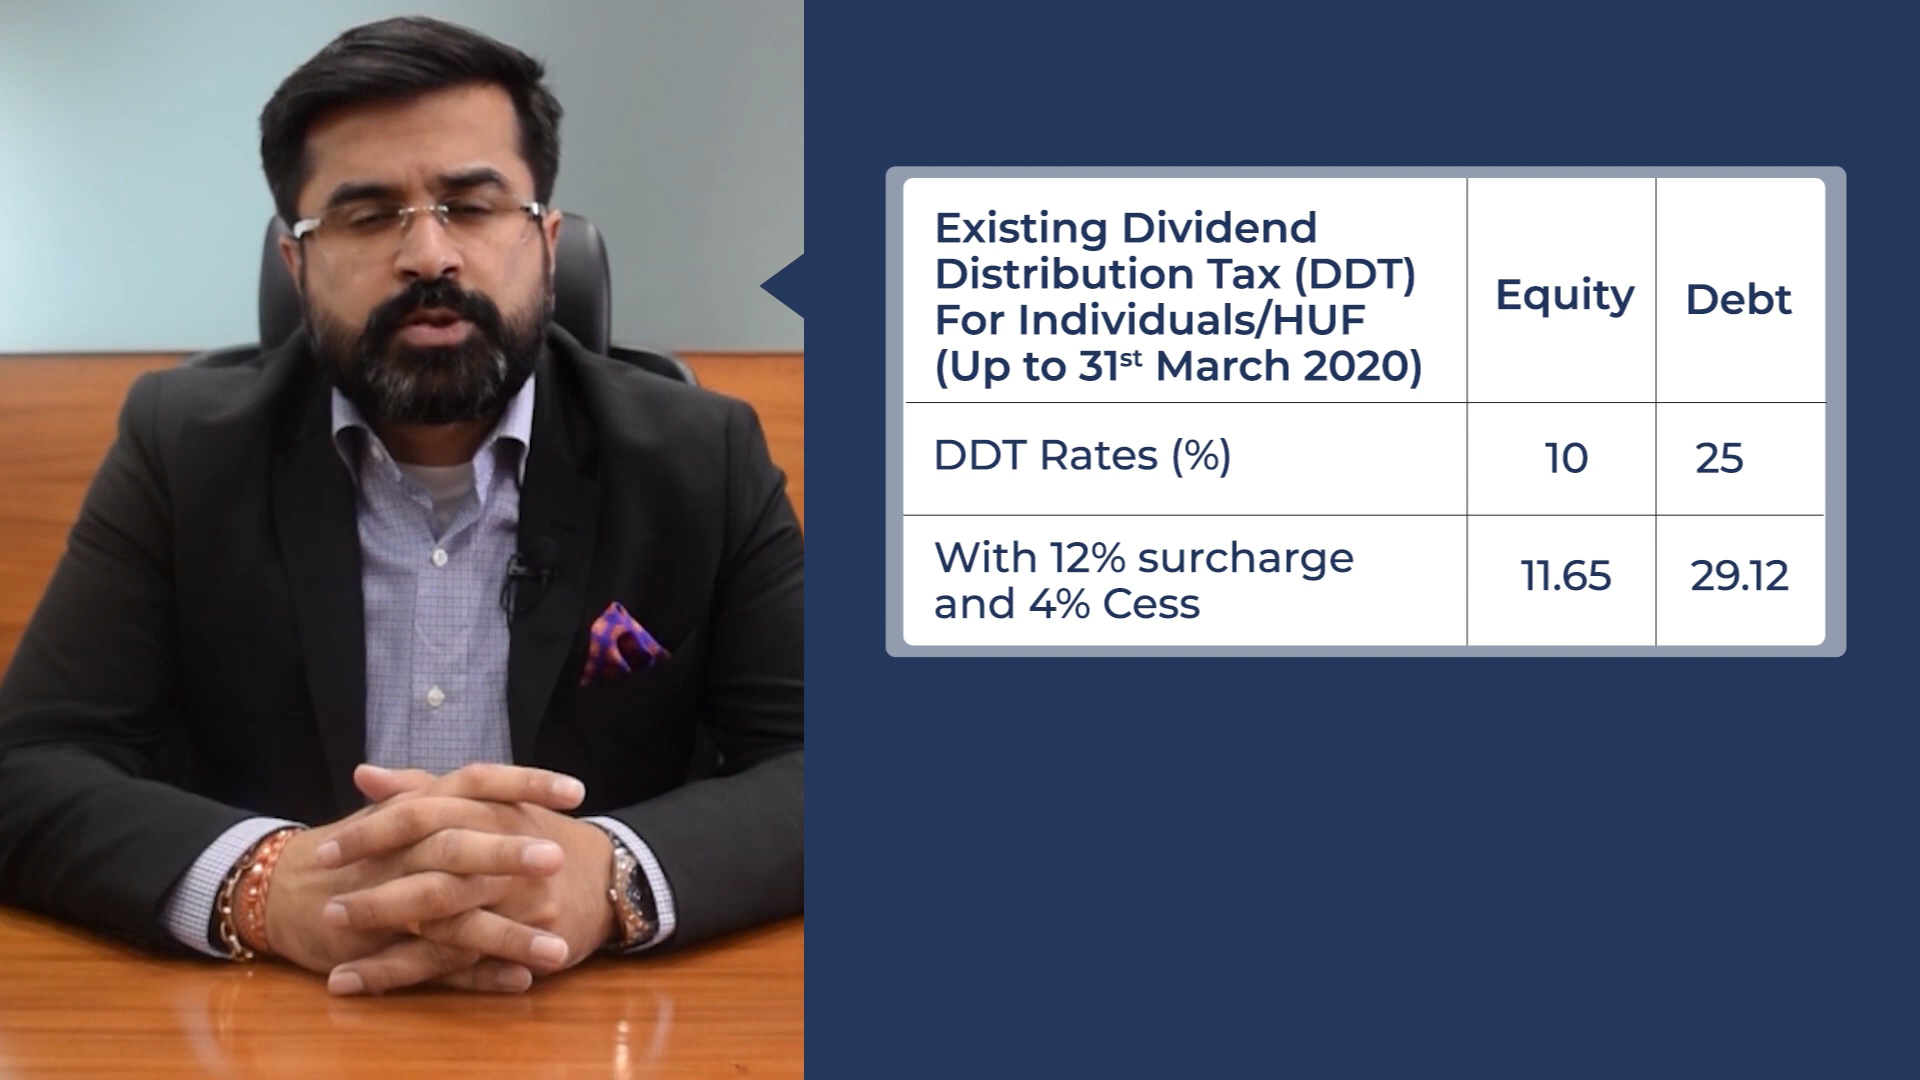 Existing Dividend
Distribution Tax (DDT)
For Individuals/HUF
(Up to 31st March 2020)
Equity
Debt
DDT Rates (%)
10
25
With 12% surcharge
and 4% Cess
11.65
29.12